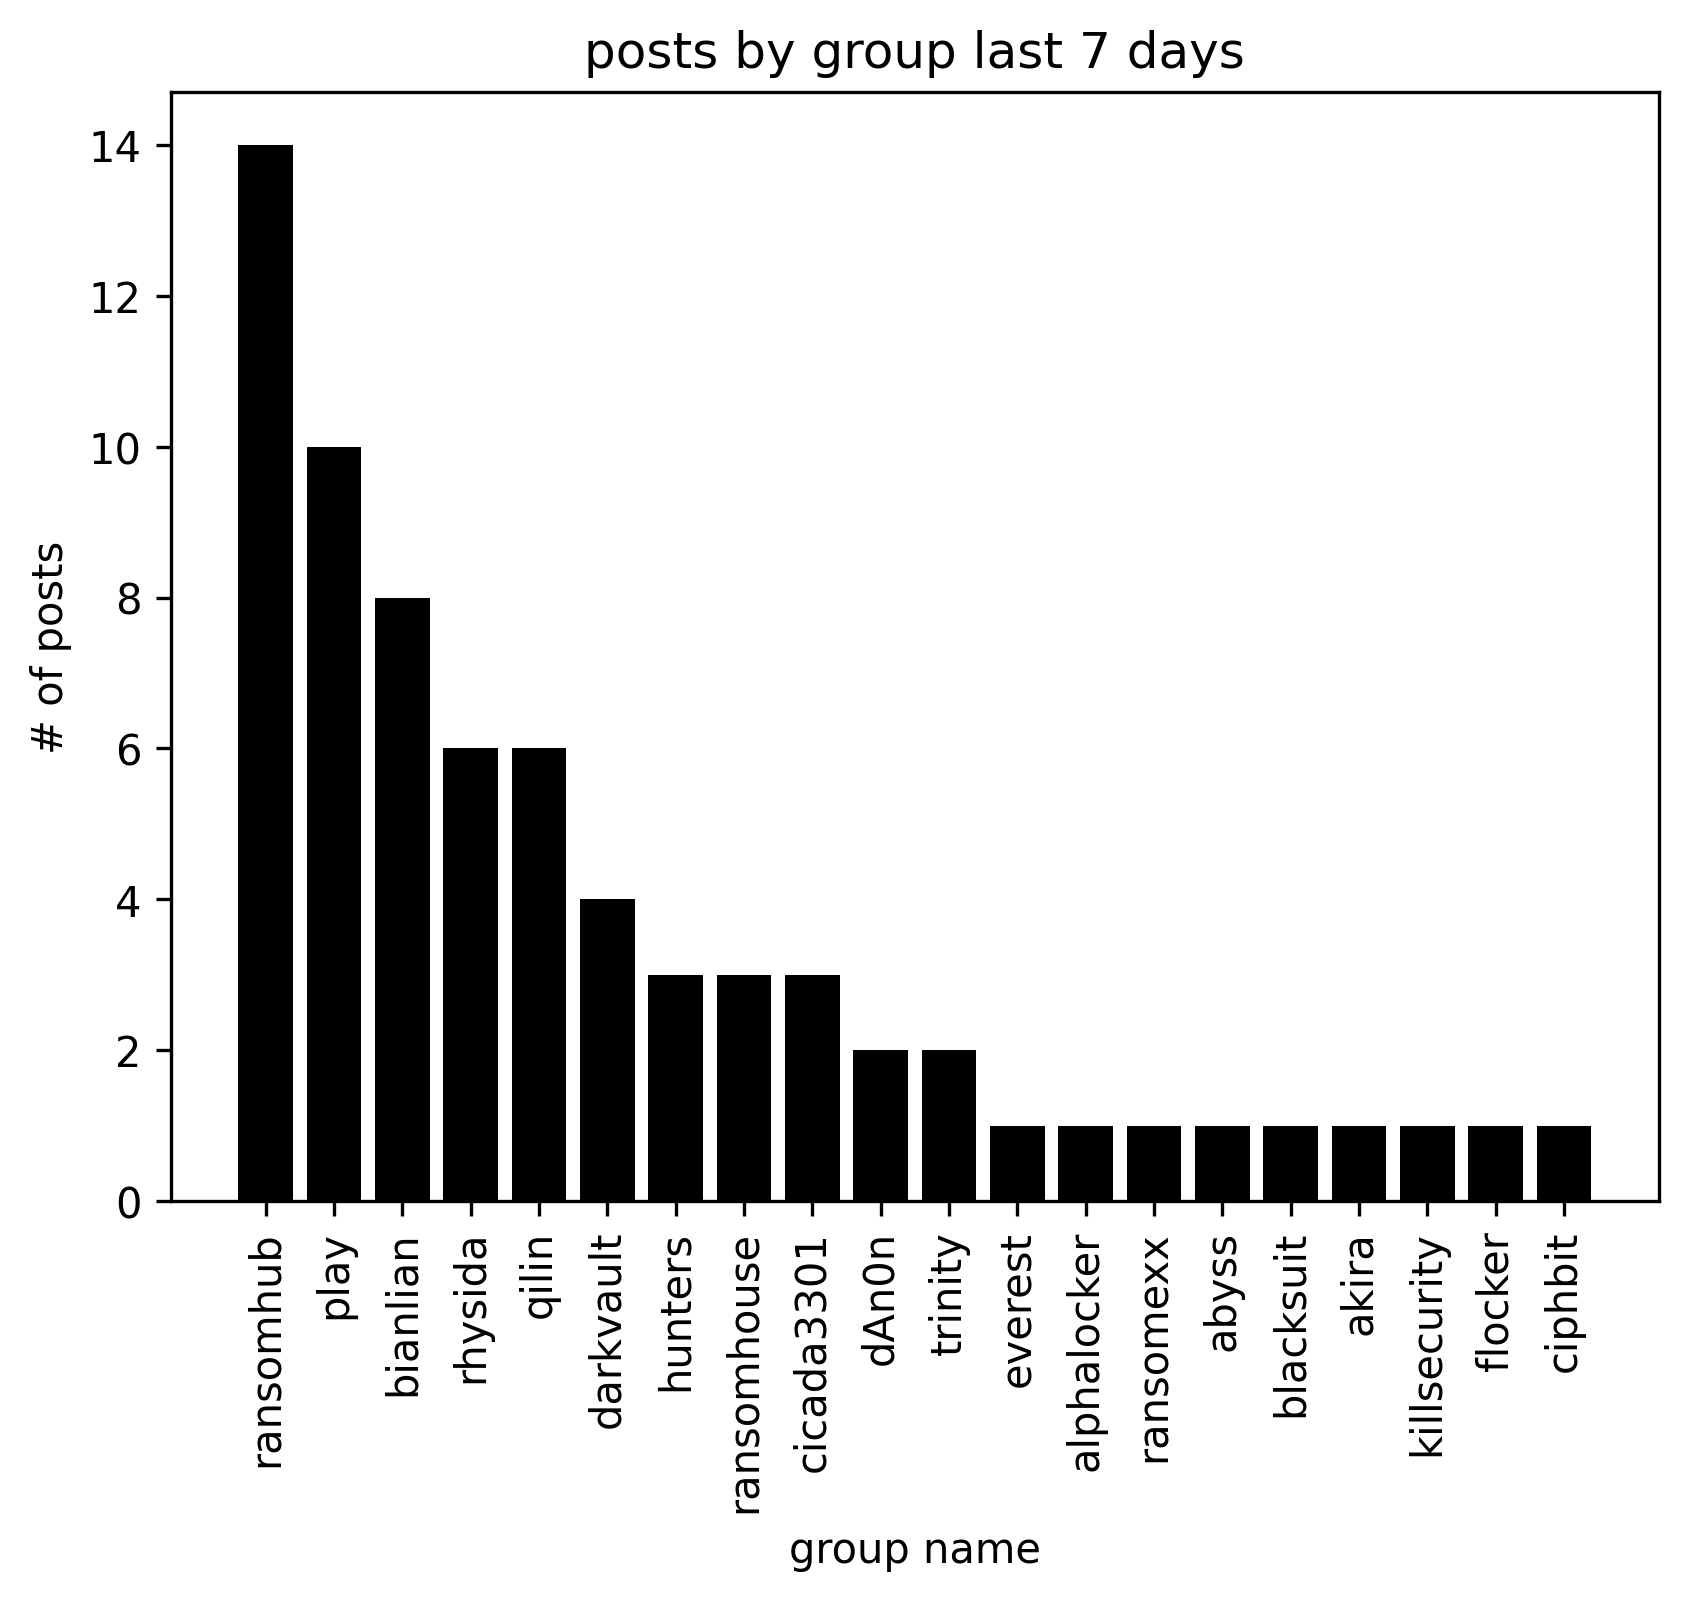 posts by group last 7 days
# of posts
14
12
10
8
6
4
2
0
ransomhub
play
bianlian
rhysida
qilin
darkvault
hunters
ransomhouse
cicada3301
dAn0n
trinity
everest
alphalocker
ransomexx
abyss
blacksuit
akira
killsecurity
flocker
ciphbit
group name